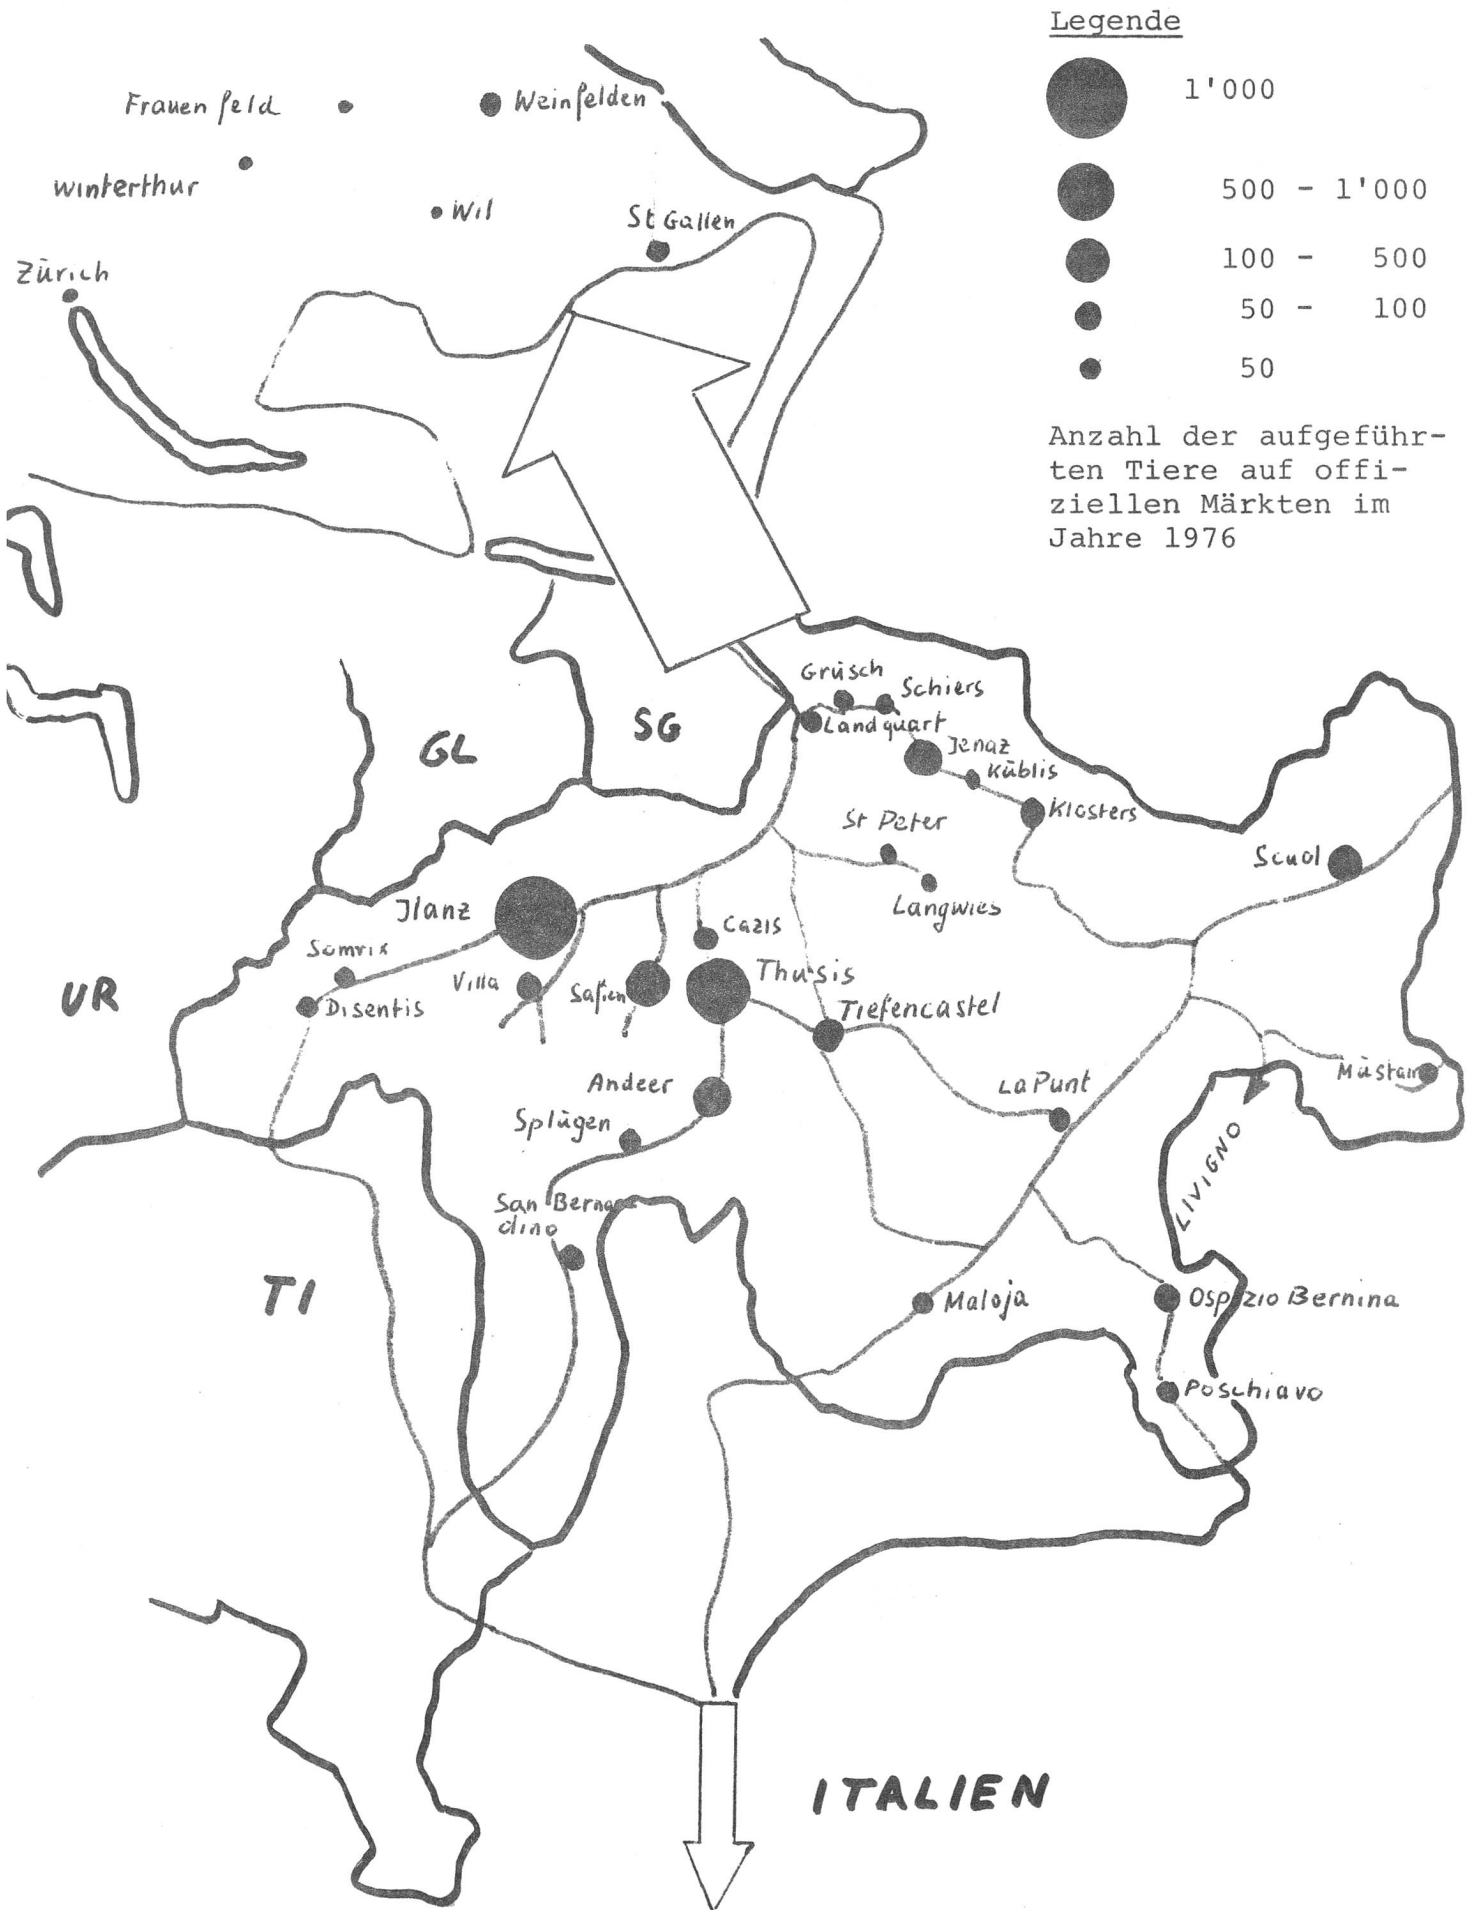 Legende
1'000
500 - 1'000
100 - 500
50 - 100
50
Anzahl der aufgeführ-
ten Tiere auf offi-
ziellen Märkten im
Jahre 1976
Frauenfeld
Weinfelden
Winterthur
Wil
St Gallen
Zürich
Grüsch
Schiers
Landquart
SG
GL
Jenaz
Küblis
Klosters
St Peter
Scuol
Langwies
Jlanz
Cazis
Somvix
Thusis
Villa
Safien
UR
Disentis
Tiefencastel
Müstair
Andeer
La Punt
Splügen
LIVIGNO
San Berna
dino
TI
Maloja
Ospizio Bernina
Poschiavo
ITALIEN